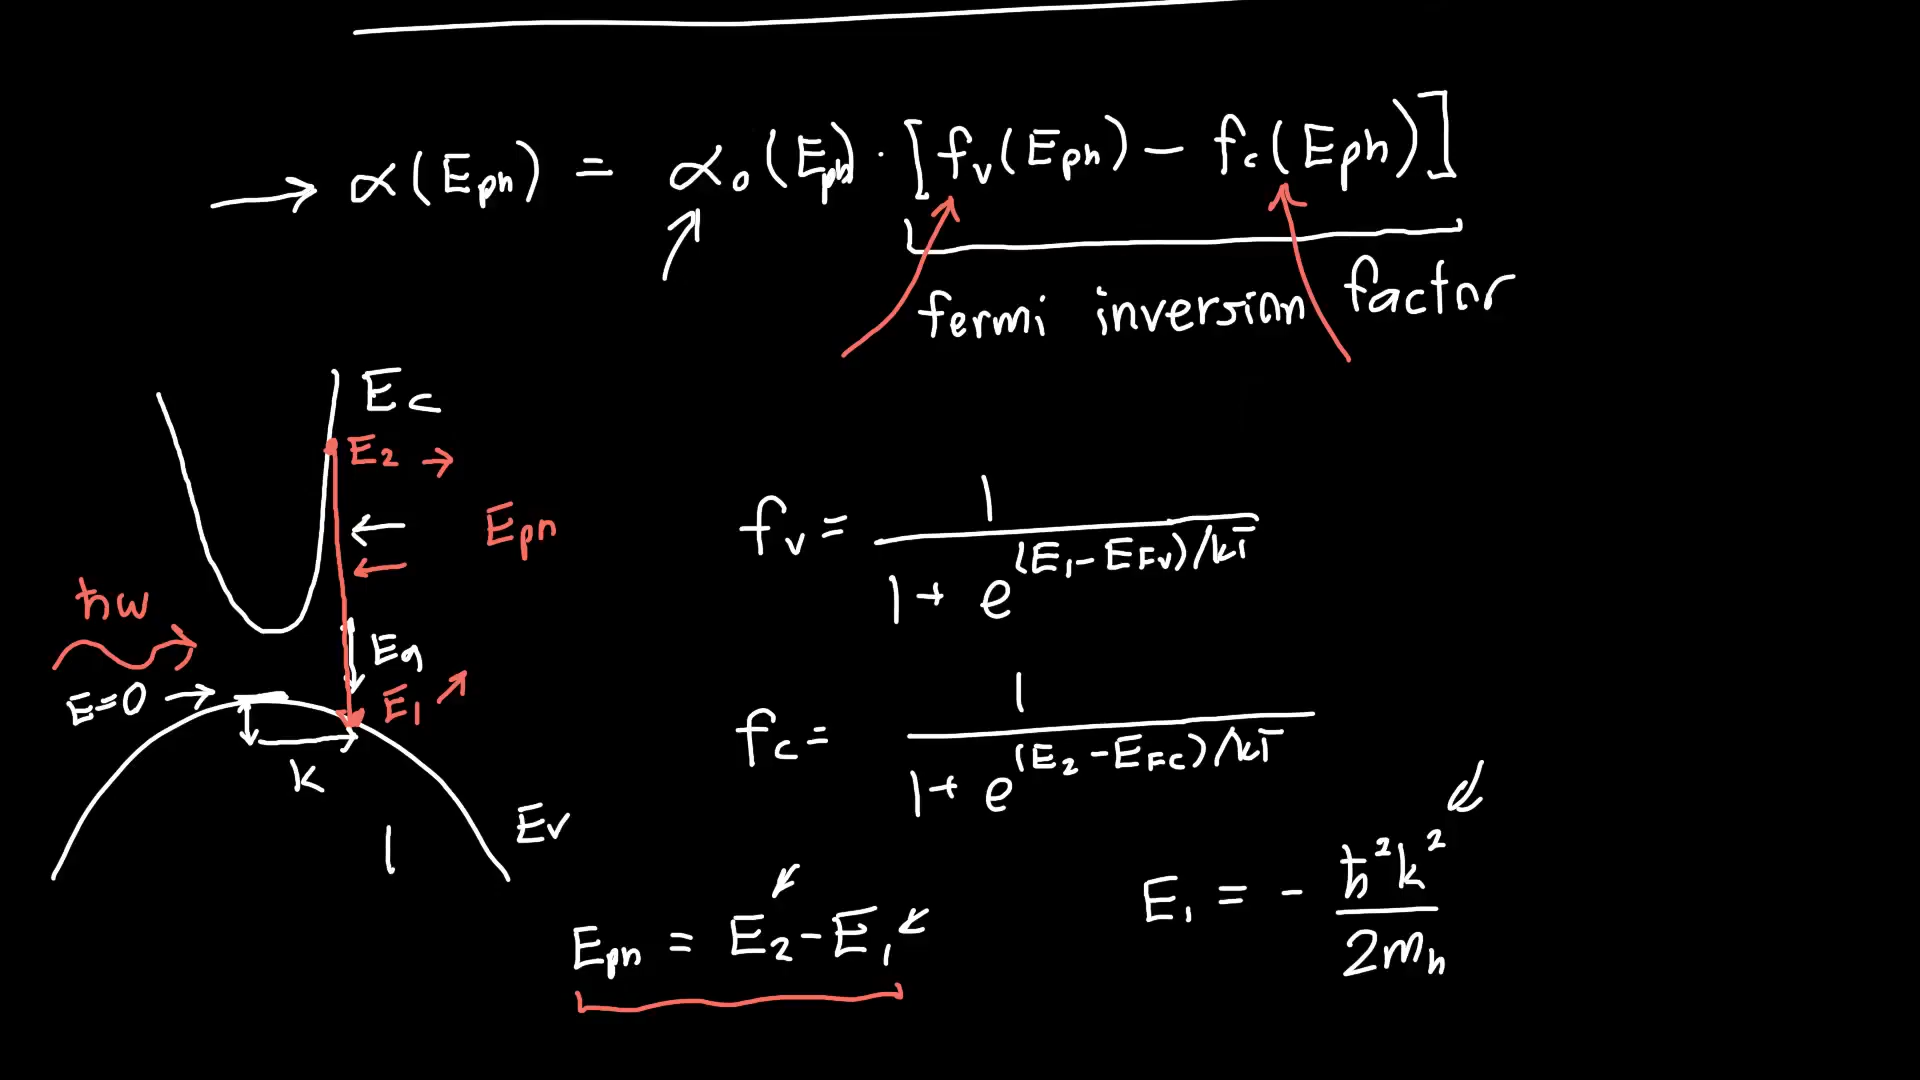 α(Eph) = α₀(Eph) · [fv(Eph) − fc(Eph)]
fermi inversion factor
Ec
E2
Eph
ħω
Eg
E=0
E1
k
Ev
fv = 1 / (1 + e^((E1 − EFv)/kT))
fc = 1 / (1 + e^((E2 − EFc)/kT))
Eph = E2 − E1
E1 = − ħ²k² / 2mh